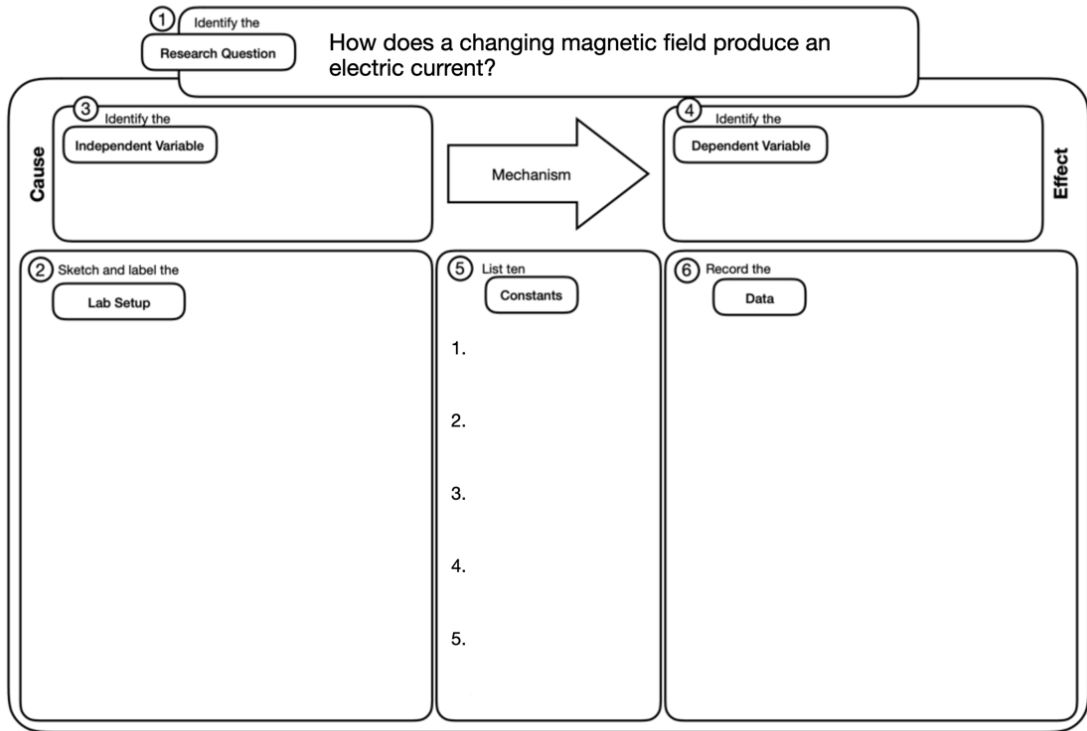 1 Identify the
Research Question
How does a changing magnetic field produce an
electric current?
Cause
3 Identify the
Independent Variable
Mechanism
4 Identify the
Dependent Variable
Effect
2 Sketch and label the
Lab Setup
5 List ten
Constants
1.
2.
3.
4.
5.
6 Record the
Data